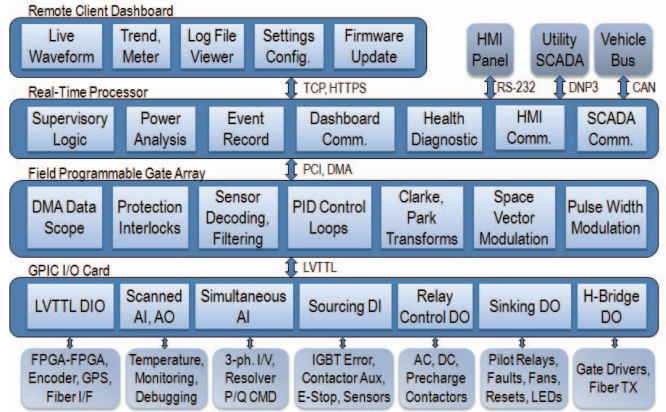 Remote Client Dashboard
Live
Waveform
Trend,
Meter
Log File
Viewer
Settings
Config.
Firmware
Update
HMI
Panel
Utility
SCADA
Vehicle
Bus
TCP, HTTPS
RS-232
DNP3
CAN
Real-Time Processor
Supervisory
Logic
Power
Analysis
Event
Record
Dashboard
Comm.
Health
Diagnostic
HMI
Comm.
SCADA
Comm.
PCI, DMA
Field Programmable Gate Array
DMA Data
Scope
Protection
Interlocks
Sensor
Decoding,
Filtering
PID Control
Loops
Clarke,
Park
Transforms
Space
Vector
Modulation
Pulse Width
Modulation
LVTTL
GPIC I/O Card
LVTTL DIO
Scanned
AI, AO
Simultaneous
AI
Sourcing DI
Relay
Control DO
Sinking DO
H-Bridge
DO
FPGA-FPGA,
Encoder, GPS,
Fiber I/F
Temperature,
Monitoring,
Debugging
3-ph. I/V,
Resolver
P/Q CMD
IGBT Error,
Contactor Aux,
E-Stop, Sensors
AC, DC,
Precharge
Contactors
Pilot Relays,
Faults, Fans,
Resets, LEDs
Gate Drivers,
Fiber TX